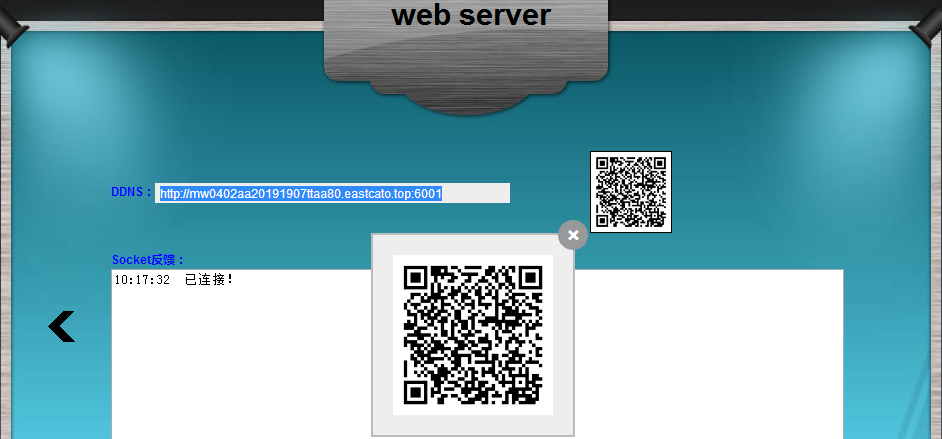 web server
DDNS：
http://mw0402aa20191907ttaa80.eastcato.top:6001
Socket反馈：
10:17:32 已连接!